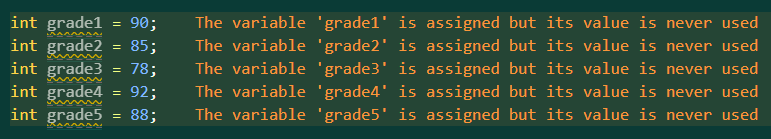 int grade1 = 90;    The variable 'grade1' is assigned but its value is never used
int grade2 = 85;    The variable 'grade2' is assigned but its value is never used
int grade3 = 78;    The variable 'grade3' is assigned but its value is never used
int grade4 = 92;    The variable 'grade4' is assigned but its value is never used
int grade5 = 88;    The variable 'grade5' is assigned but its value is never used